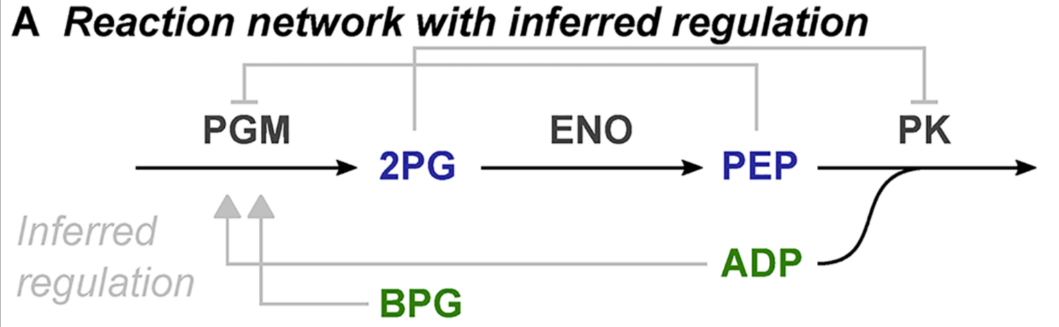 A Reaction network with inferred regulation
PGM ENO PK
2PG PEP
Inferred
regulation
ADP
BPG